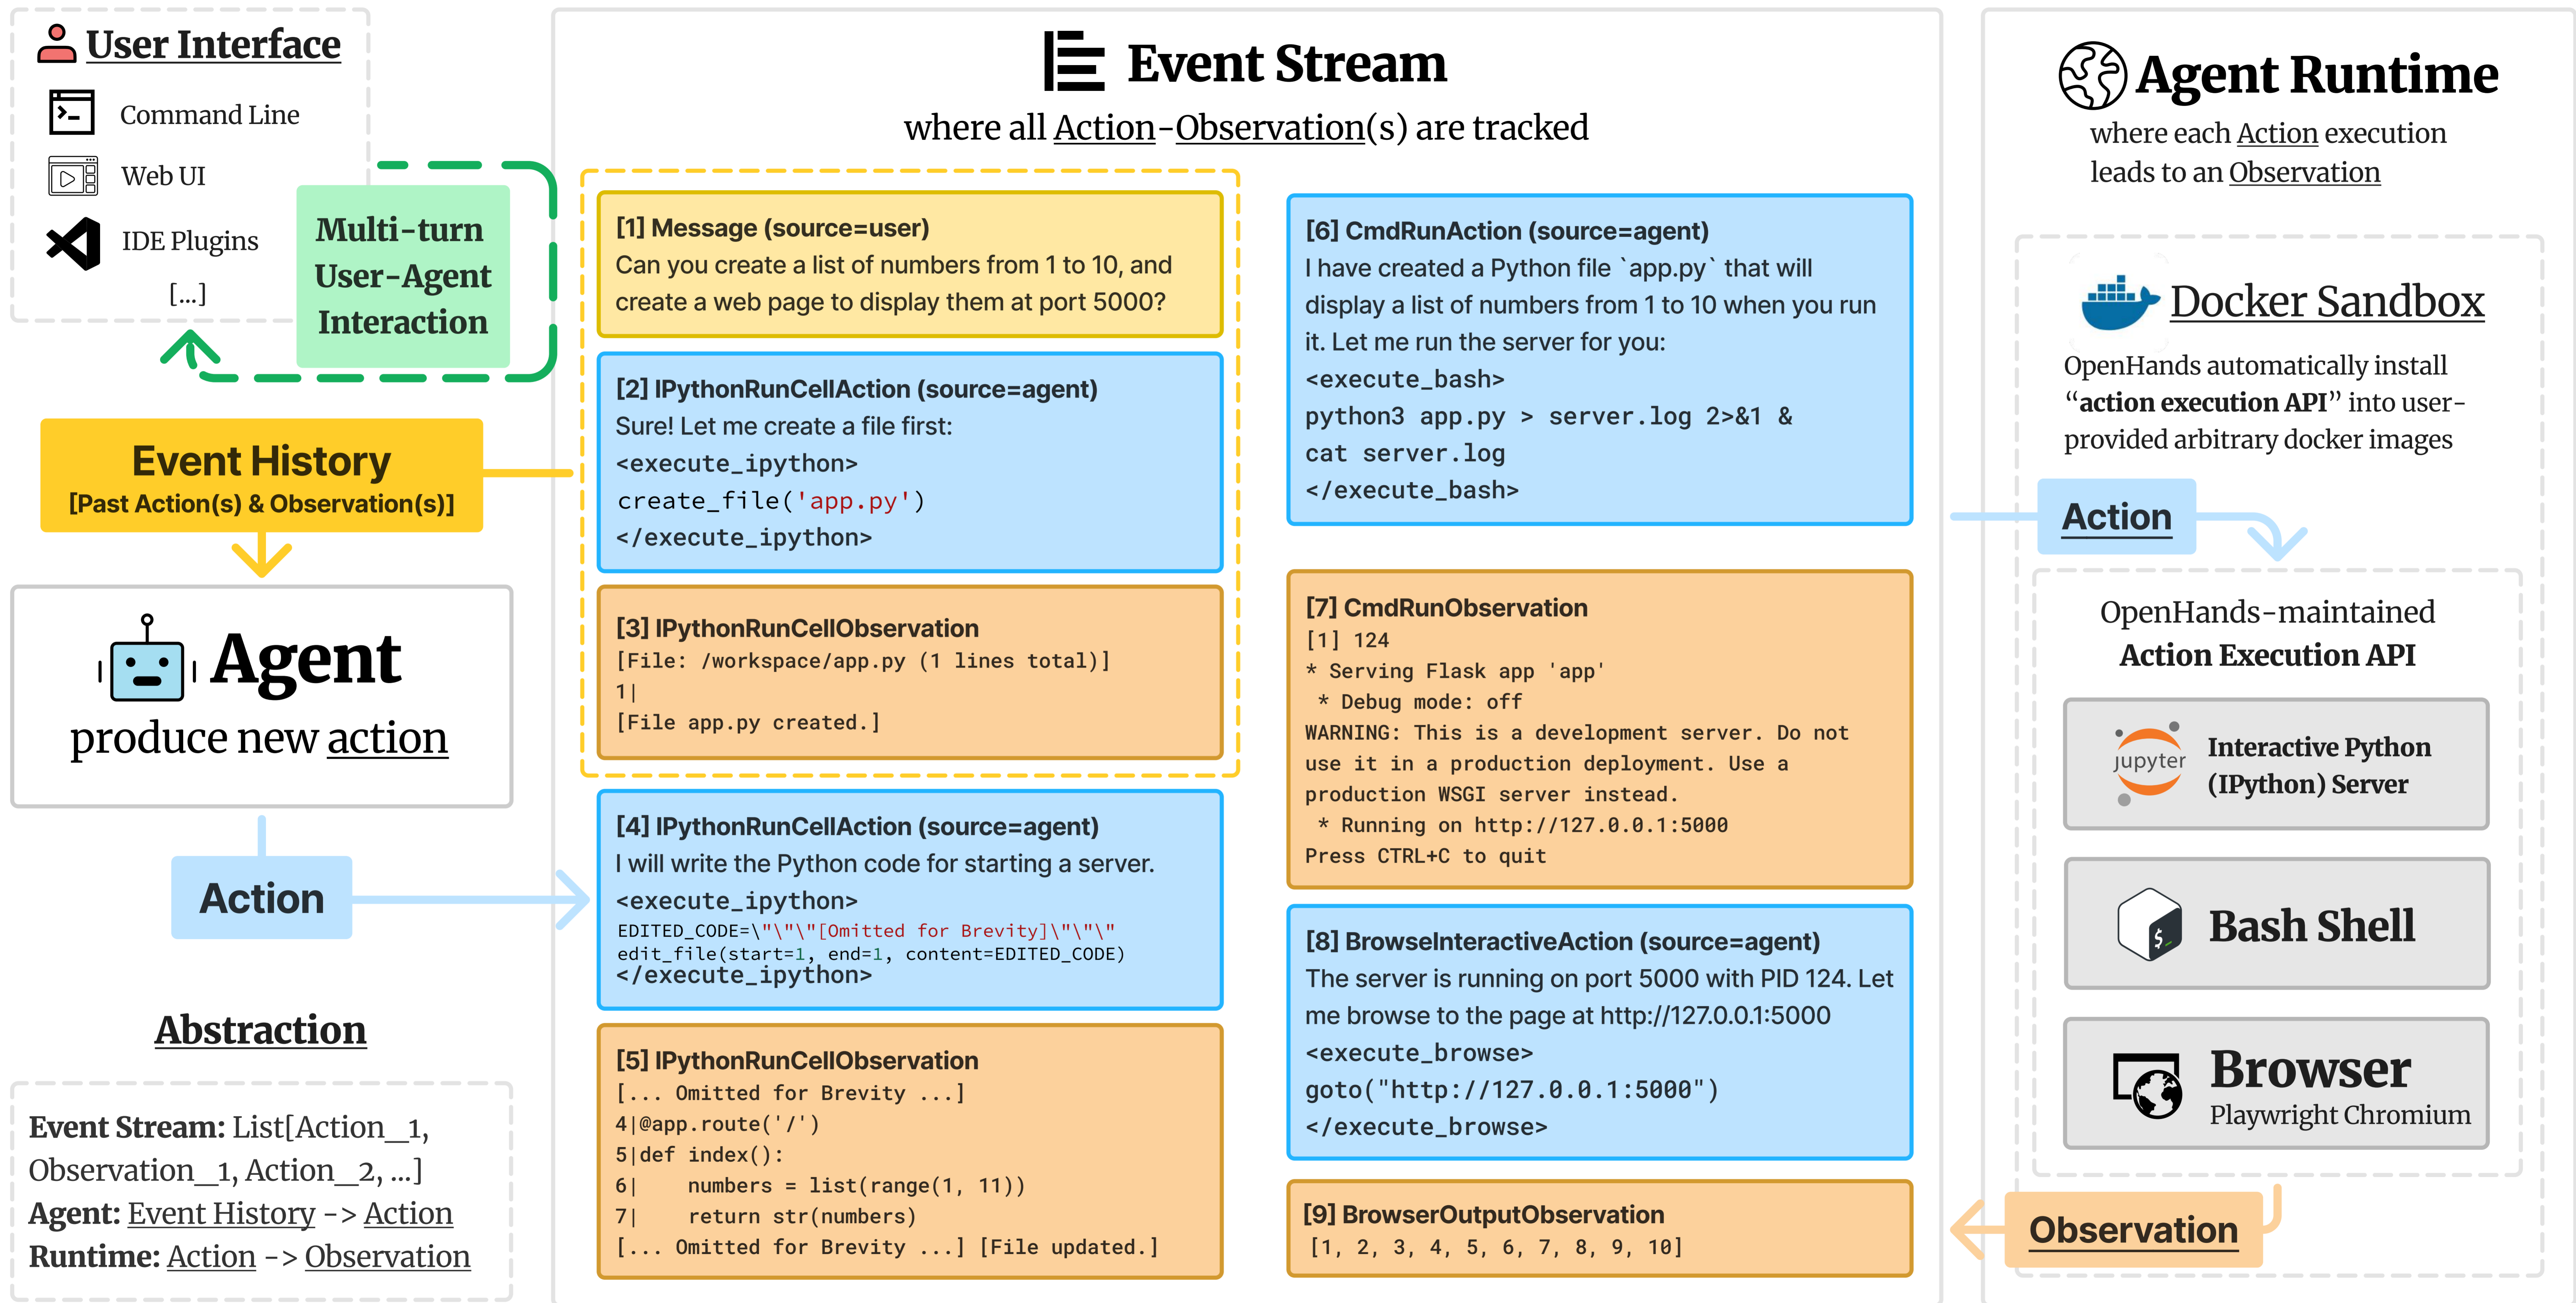 User Interface
Command Line
Web UI
IDE Plugins
[...]
Multi-turn
User-Agent
Interaction
Event History
[Past Action(s) & Observation(s)]
Agent
produce new action
Action
Abstraction
Event Stream: List[Action_1,
Observation_1, Action_2, ...]
Agent: Event History -> Action
Runtime: Action -> Observation
Event Stream
where all Action-Observation(s) are tracked
[1] Message (source=user)
Can you create a list of numbers from 1 to 10, and
create a web page to display them at port 5000?
[2] IPythonRunCellAction (source=agent)
Sure! Let me create a file first:
<execute_ipython>
create_file('app.py')
</execute_ipython>
[3] IPythonRunCellObservation
[File: /workspace/app.py (1 lines total)]
1|
[File app.py created.]
[4] IPythonRunCellAction (source=agent)
I will write the Python code for starting a server.
<execute_ipython>
EDITED_CODE=\"\"\"[Omitted for Brevity]\"\"\"
edit_file(start=1, end=1, content=EDITED_CODE)
</execute_ipython>
[5] IPythonRunCellObservation
[... Omitted for Brevity ...]
4|@app.route('/')
5|def index():
6|    numbers = list(range(1, 11))
7|    return str(numbers)
[... Omitted for Brevity ...] [File updated.]
[6] CmdRunAction (source=agent)
I have created a Python file `app.py` that will
display a list of numbers from 1 to 10 when you run
it. Let me run the server for you:
<execute_bash>
python3 app.py > server.log 2>&1 &
cat server.log
</execute_bash>
[7] CmdRunObservation
[1] 124
* Serving Flask app 'app'
* Debug mode: off
WARNING: This is a development server. Do not
use it in a production deployment. Use a
production WSGI server instead.
* Running on http://127.0.0.1:5000
Press CTRL+C to quit
[8] BrowseInteractiveAction (source=agent)
The server is running on port 5000 with PID 124. Let
me browse to the page at http://127.0.0.1:5000
<execute_browse>
goto("http://127.0.0.1:5000")
</execute_browse>
[9] BrowserOutputObservation
[1, 2, 3, 4, 5, 6, 7, 8, 9, 10]
Agent Runtime
where each Action execution
leads to an Observation
Docker Sandbox
OpenHands automatically install
“action execution API” into user-
provided arbitrary docker images
Action
OpenHands-maintained
Action Execution API
jupyter
Interactive Python
(IPython) Server
$_
Bash Shell
Browser
Playwright Chromium
Observation